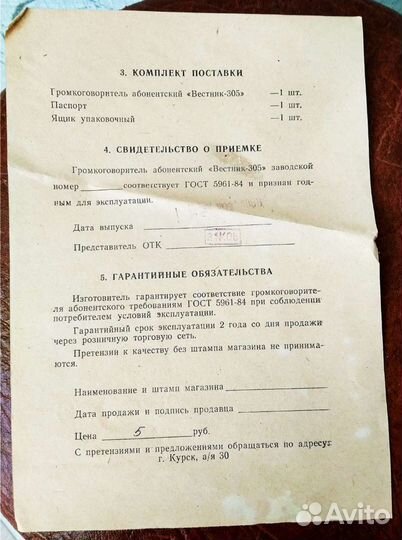 3. КОМПЛЕКТ ПОСТАВКИ
Громкоговоритель абонентский «Вестник-305» —1 шт.
Паспорт —1 шт.
Ящик упаковочный —1 шт.
4. СВИДЕТЕЛЬСТВО О ПРИЕМКЕ
Громкоговоритель абонентский «Вестник-305» заводской
номер ______ соответствует ГОСТ 5961-84 и признан год-
ным для эксплуатации.
Дата выпуска
Представитель ОТК
5. ГАРАНТИЙНЫЕ ОБЯЗАТЕЛЬСТВА
Изготовитель гарантирует соответствие громкоговорите-
ля абонентского требованиям ГОСТ 5961-84 при соблюдении
потребителем условий эксплуатации.
Гарантийный срок эксплуатации 2 года со дня продажи
через розничную торговую сеть.
Претензии к качеству без штампа магазина не принима-
ются.
Наименование и штамп магазина
Дата продажи и подпись продавца
Цена 5 руб.
С претензиями и предложениями обращаться по адресу:
г. Курск, а/я 30
Avito